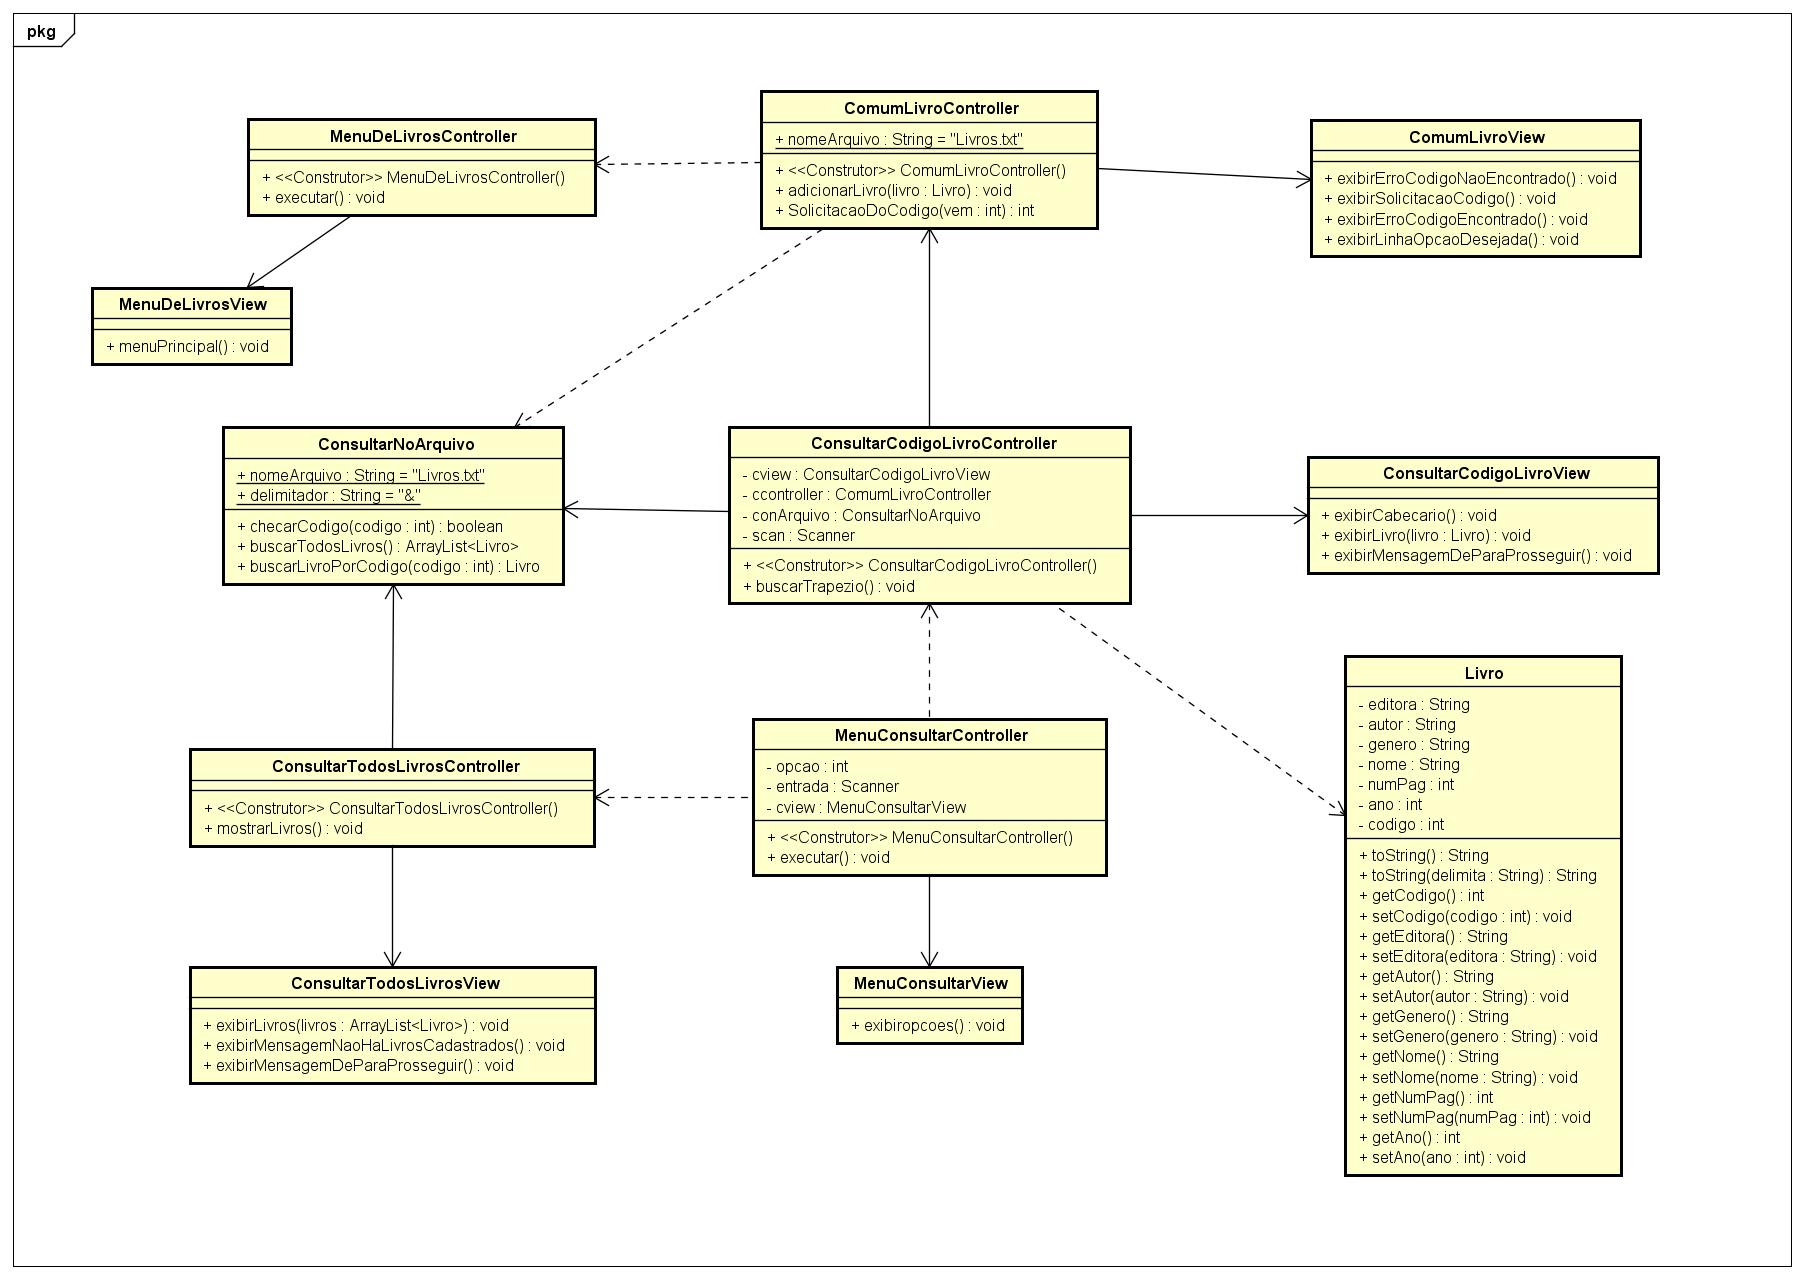 pkg
MenuDeLivrosController
+ <<Construtor>> MenuDeLivrosController()
+ executar() : void
ComumLivroController
+ nomeArquivo : String = "Livros.txt"
+ <<Construtor>> ComumLivroController()
+ adicionarLivro(livro : Livro) : void
+ SolicitacaoDoCodigo(vem : int) : int
ComumLivroView
+ exibirErroCodigoNaoEncontrado() : void
+ exibirSolicitacaoCodigo() : void
+ exibirErroCodigoEncontrado() : void
+ exibirLinhaOpcaoDesejada() : void
MenuDeLivrosView
+ menuPrincipal() : void
ConsultarNoArquivo
+ nomeArquivo : String = "Livros.txt"
+ delimitador : String = "&"
+ checarCodigo(codigo : int) : boolean
+ buscarTodosLivros() : ArrayList<Livro>
+ buscarLivroPorCodigo(codigo : int) : Livro
ConsultarCodigoLivroController
- cview : ConsultarCodigoLivroView
- ccontroller : ComumLivroController
- conArquivo : ConsultarNoArquivo
- scan : Scanner
+ <<Construtor>> ConsultarCodigoLivroController()
+ buscarTrapezio() : void
ConsultarCodigoLivroView
+ exibirCabecario() : void
+ exibirLivro(livro : Livro) : void
+ exibirMensagemDeParaProsseguir() : void
ConsultarTodosLivrosController
+ <<Construtor>> ConsultarTodosLivrosController()
+ mostrarLivros() : void
MenuConsultarController
- opcao : int
- entrada : Scanner
- cview : MenuConsultarView
+ <<Construtor>> MenuConsultarController()
+ executar() : void
Livro
- editora : String
- autor : String
- genero : String
- nome : String
- numPag : int
- ano : int
- codigo : int
+ toString() : String
+ toString(delimita : String) : String
+ getCodigo() : int
+ setCodigo(codigo : int) : void
+ getEditora() : String
+ setEditora(editora : String) : void
+ getAutor() : String
+ setAutor(autor : String) : void
+ getGenero() : String
+ setGenero(genero : String) : void
+ getNome() : String
+ setNome(nome : String) : void
+ getNumPag() : int
+ setNumPag(numPag : int) : void
+ getAno() : int
+ setAno(ano : int) : void
ConsultarTodosLivrosView
+ exibirLivros(livros : ArrayList<Livro>) : void
+ exibirMensagemNaoHaLivrosCadastrados() : void
+ exibirMensagemDeParaProsseguir() : void
MenuConsultarView
+ exibiropcoes() : void